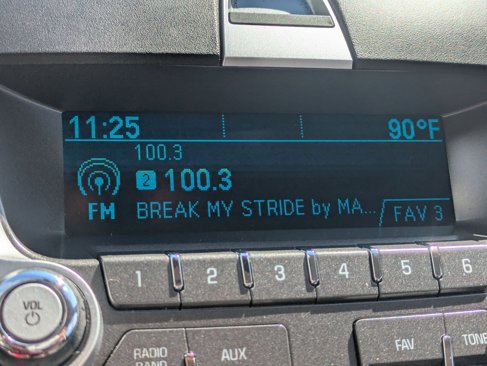 11:25 90°F
100.3
2 100.3
FM
BREAK MY STRIDE by MA...
FAV 3
1 2 3 4 5 6
VOL
RADIO BAND
AUX
FAV
TONE